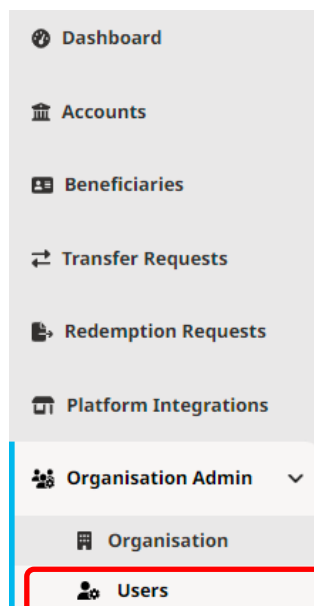 Dashboard
Accounts
Beneficiaries
Transfer Requests
Redemption Requests
Platform Integrations
Organisation Admin
Organisation
Users